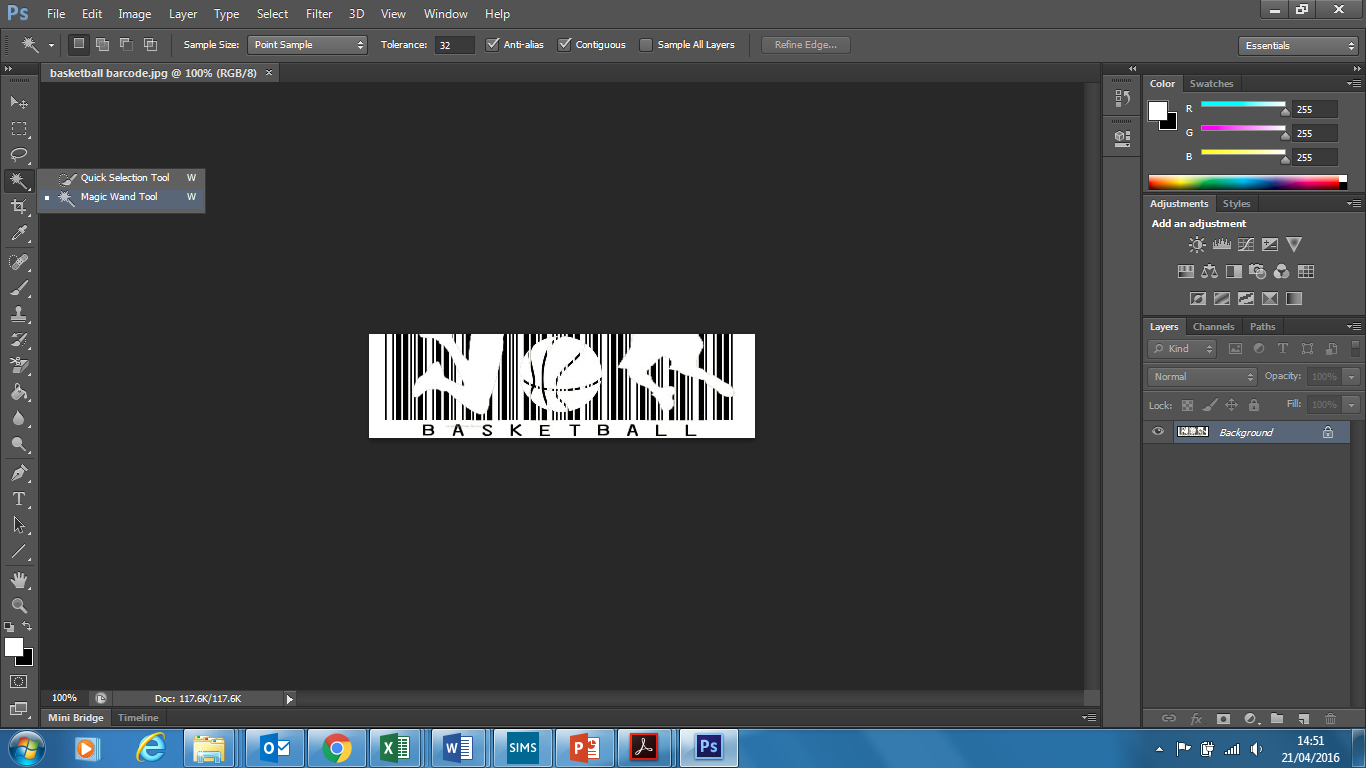 Ps File Edit Image Layer Type Select Filter 3D View Window Help
Sample Size: Point Sample Tolerance: 32 Anti-alias Contiguous Sample All Layers Refine Edge... Essentials
basketball barcode.jpg @ 100% (RGB/8) ×
Quick Selection Tool W
Magic Wand Tool W
BASKETBALL
Color Swatches
R 255
G 255
B 255
Adjustments Styles
Add an adjustment
Layers Channels Paths
Kind
Normal Opacity: 100%
Lock: Fill: 100%
Background
100% Doc: 117.6K/117.6K
Mini Bridge Timeline
SIMS Ps
14:51
21/04/2016